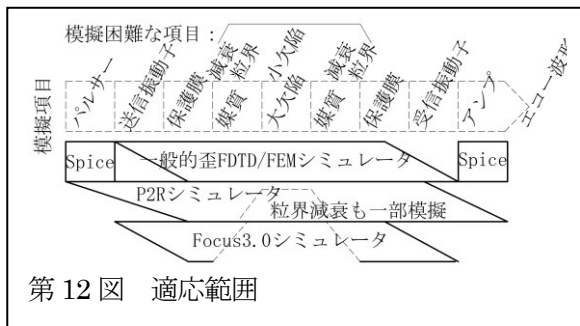 模擬困難な項目:
減衰
粒界
小欠陥
減衰
粒界
模擬項目
パルサー
送信振動子
保護膜
媒質
大欠陥
媒質
保護膜
受信振動子
アンプ
エコー波形
Spice
一般的歪FDTD/FEMシミュレータ
Spice
P2Rシミュレータ
粒界減衰も一部模擬
Focus3.0シミュレータ
第12図 適応範囲